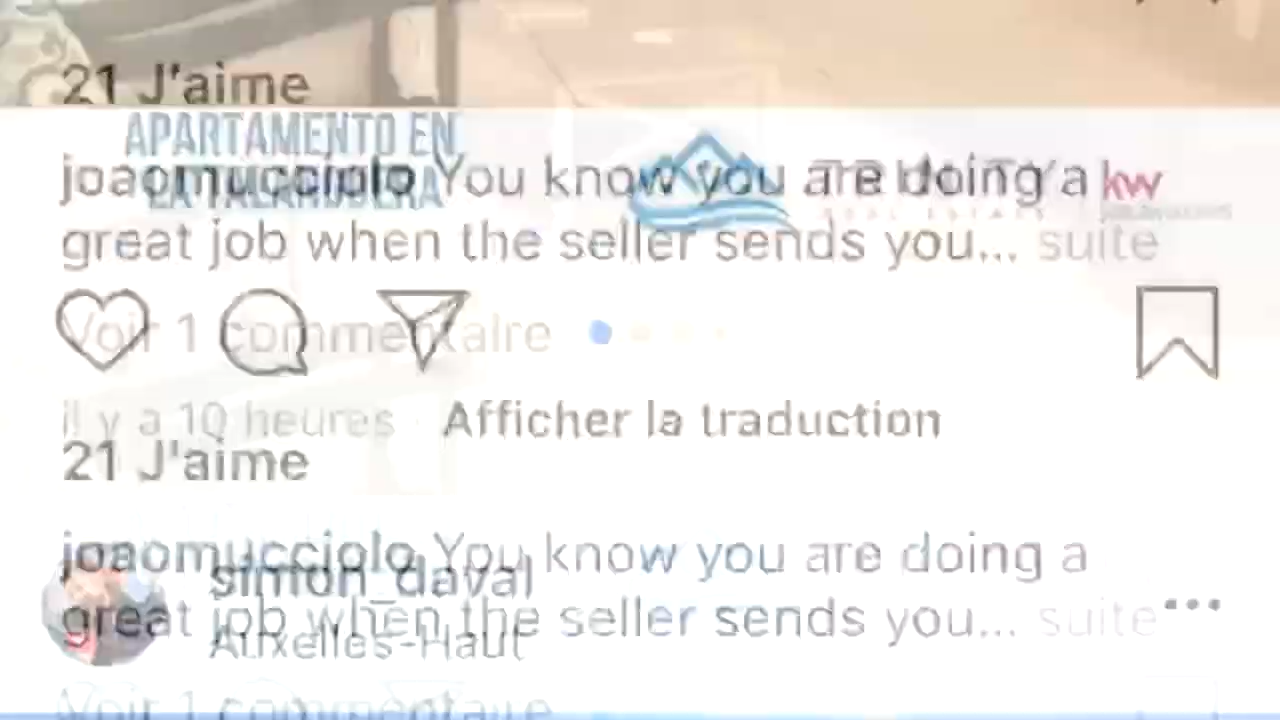 21 J'aime
APARTAMENTO EN
joaomucciolo You know you are doing a
kw
great job when the seller sends you... suite
Voir 1 commentaire
il y a 10 heures Afficher la traduction
21 J'aime
joaomucciolo You know you are doing a
simon_daval
great job when the seller sends you... suite
Auxelles-Haut
Voir 1 commentaire